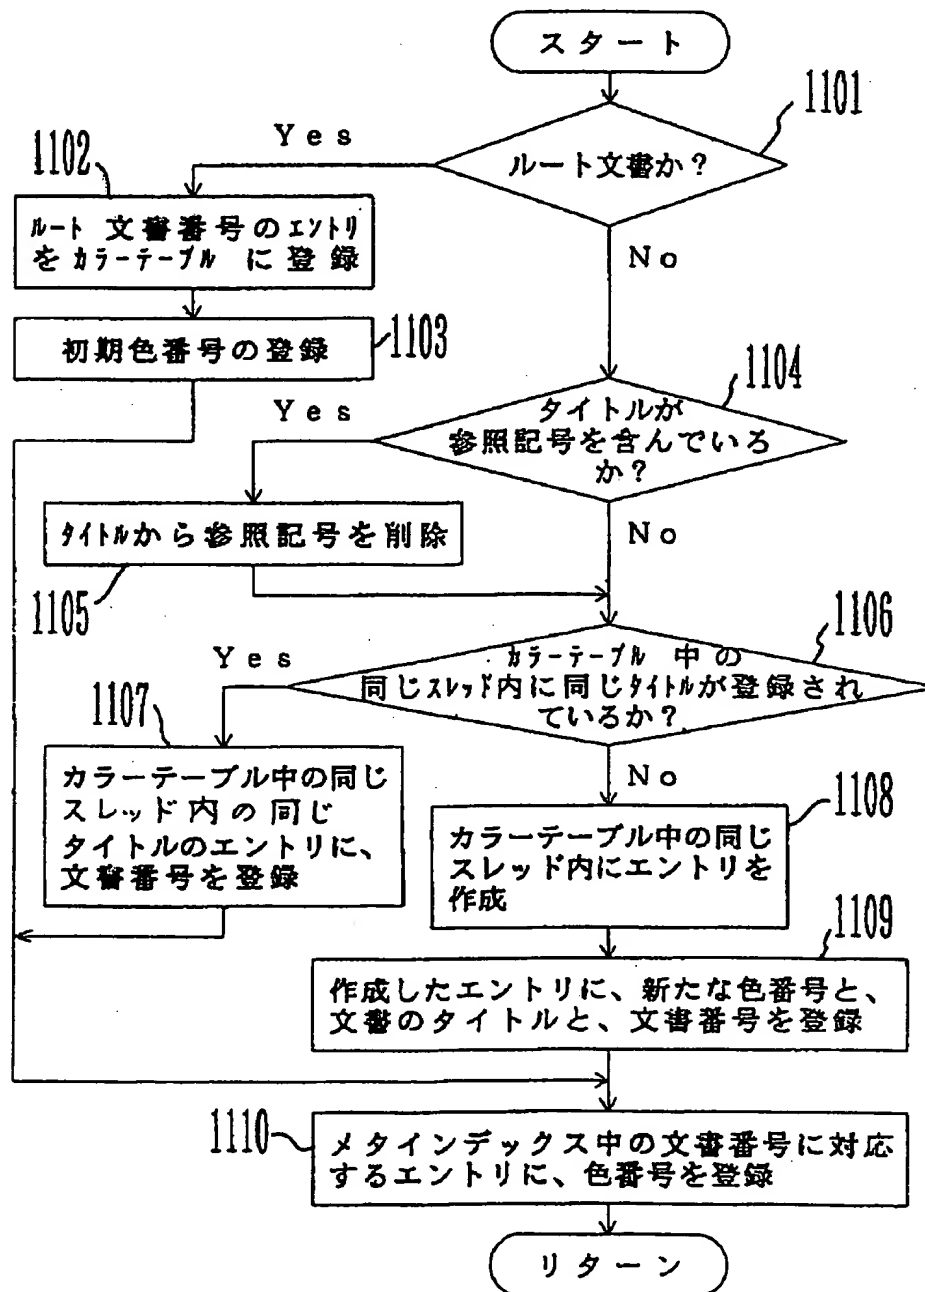 スタート
1101
Yes
ルート文書か?
1102
No
ルート 文書番号のエントリ
をカラーテーブル に登録
初期色番号の登録
1103
1104
Yes
タイトルが
参照記号を含んでいる
か?
タイトルから参照記号を削除
No
1105
1106
Yes
カラーテーブル 中の
同じスレッド内に同じタイトルが登録され
ているか?
1107
No
カラーテーブル中の同じ
スレッド内の同じ
タイトルのエントリに、
文書番号を登録
1108
カラーテーブル中の同じ
スレッド内にエントリを
作成
1109
作成したエントリに、新たな色番号と、
文書のタイトルと、文書番号を登録
1110
メタインデックス中の文書番号に対応
するエントリに、色番号を登録
リターン